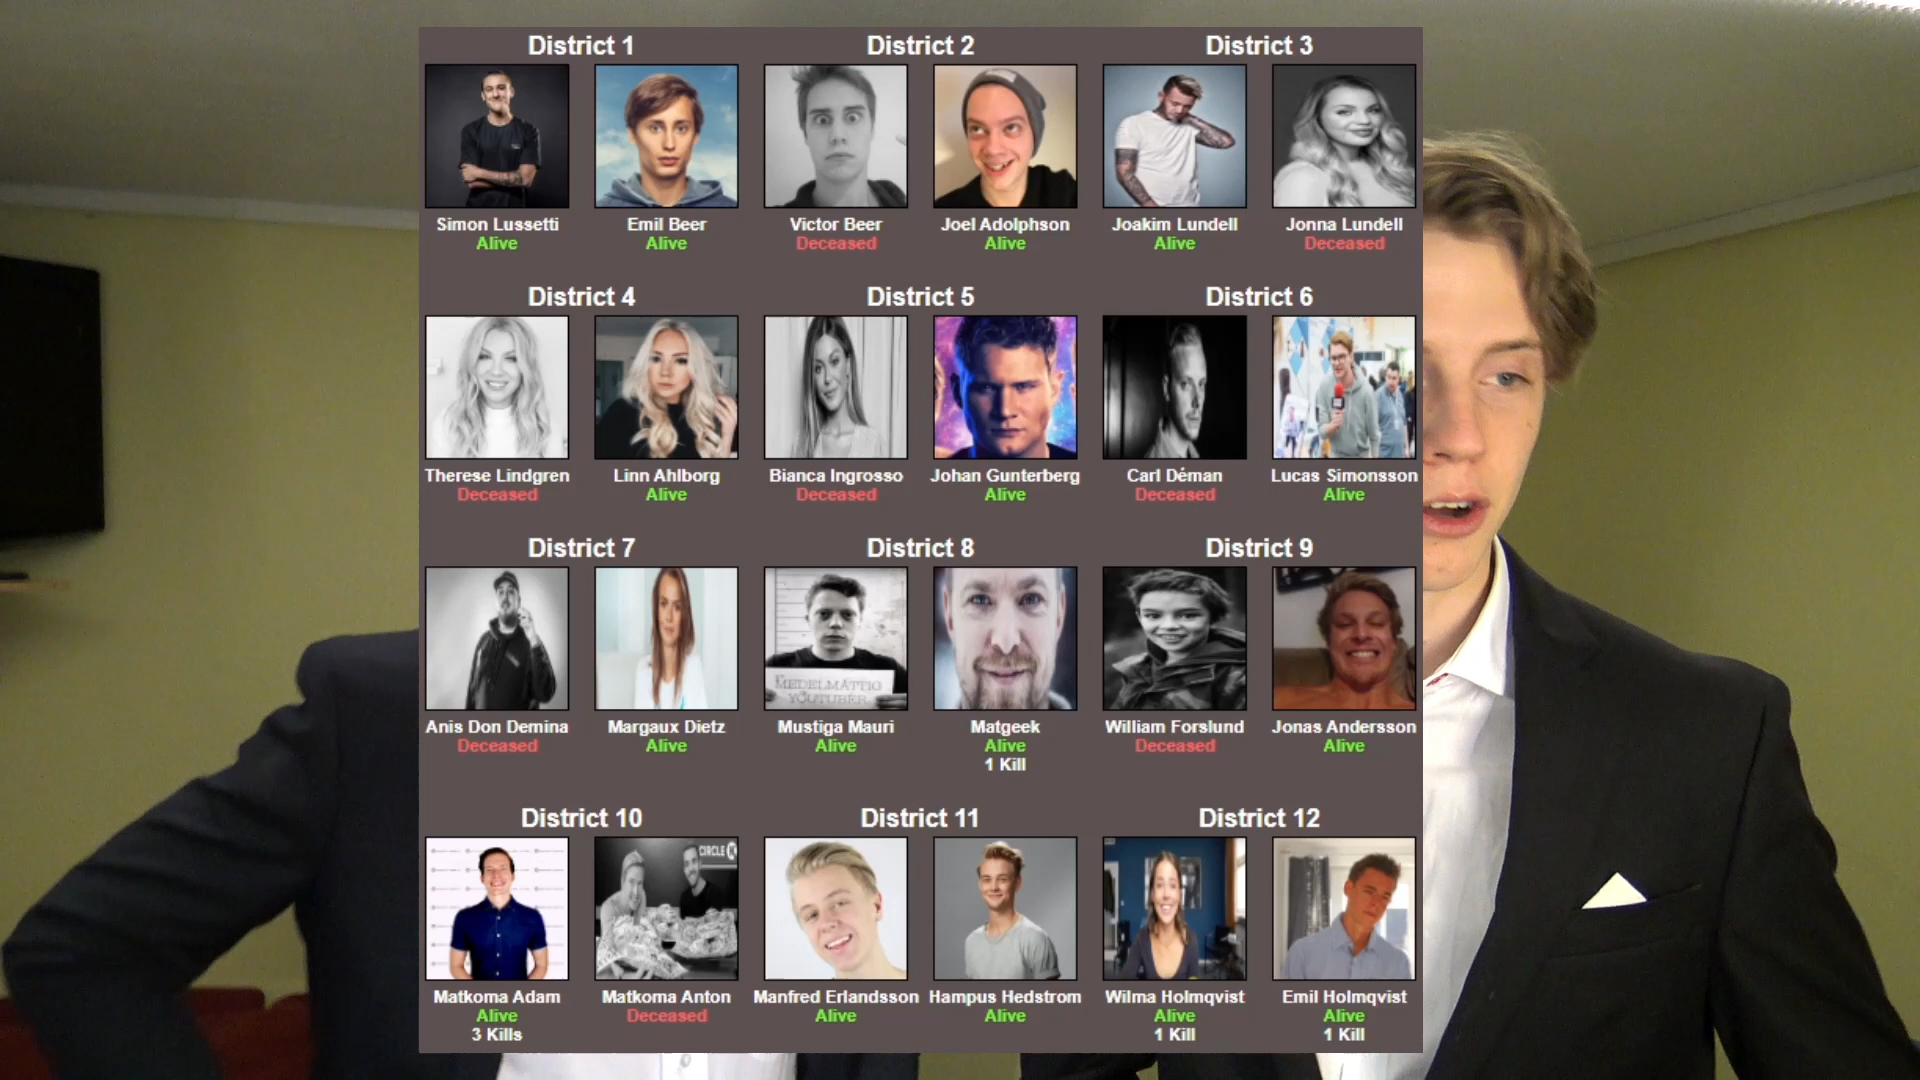 District 1
District 2
District 3
Simon Lussetti
Alive
Emil Beer
Alive
Victor Beer
Deceased
Joel Adolphson
Alive
Joakim Lundell
Alive
Jonna Lundell
Deceased
District 4
District 5
District 6
Therese Lindgren
Deceased
Linn Ahlborg
Alive
Bianca Ingrosso
Deceased
Johan Gunterberg
Alive
Carl Déman
Deceased
Lucas Simonsson
Alive
District 7
District 8
District 9
Anis Don Demina
Deceased
Margaux Dietz
Alive
MEDELMÅTTIG
YOUTUBER
Mustiga Mauri
Alive
Matgeek
Alive
1 Kill
William Forslund
Deceased
Jonas Andersson
Alive
District 10
District 11
District 12
Matkoma Adam
Alive
3 Kills
CIRCLE K
Matkoma Anton
Deceased
Manfred Erlandsson
Alive
Hampus Hedstrom
Alive
Wilma Holmqvist
Alive
1 Kill
Emil Holmqvist
Alive
1 Kill